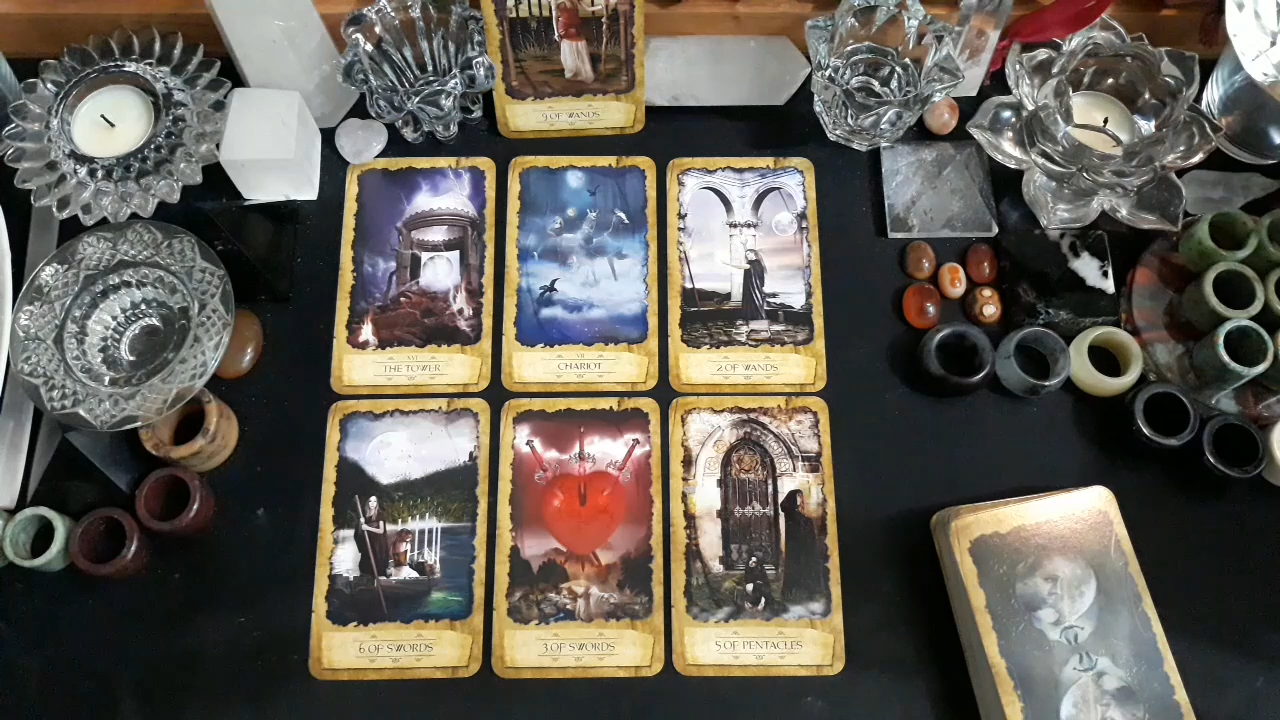 9 OF WANDS
XVI
THE TOWER
VII
CHARIOT
2 OF WANDS
6 OF SWORDS
3 OF SWORDS
5 OF PENTACLES